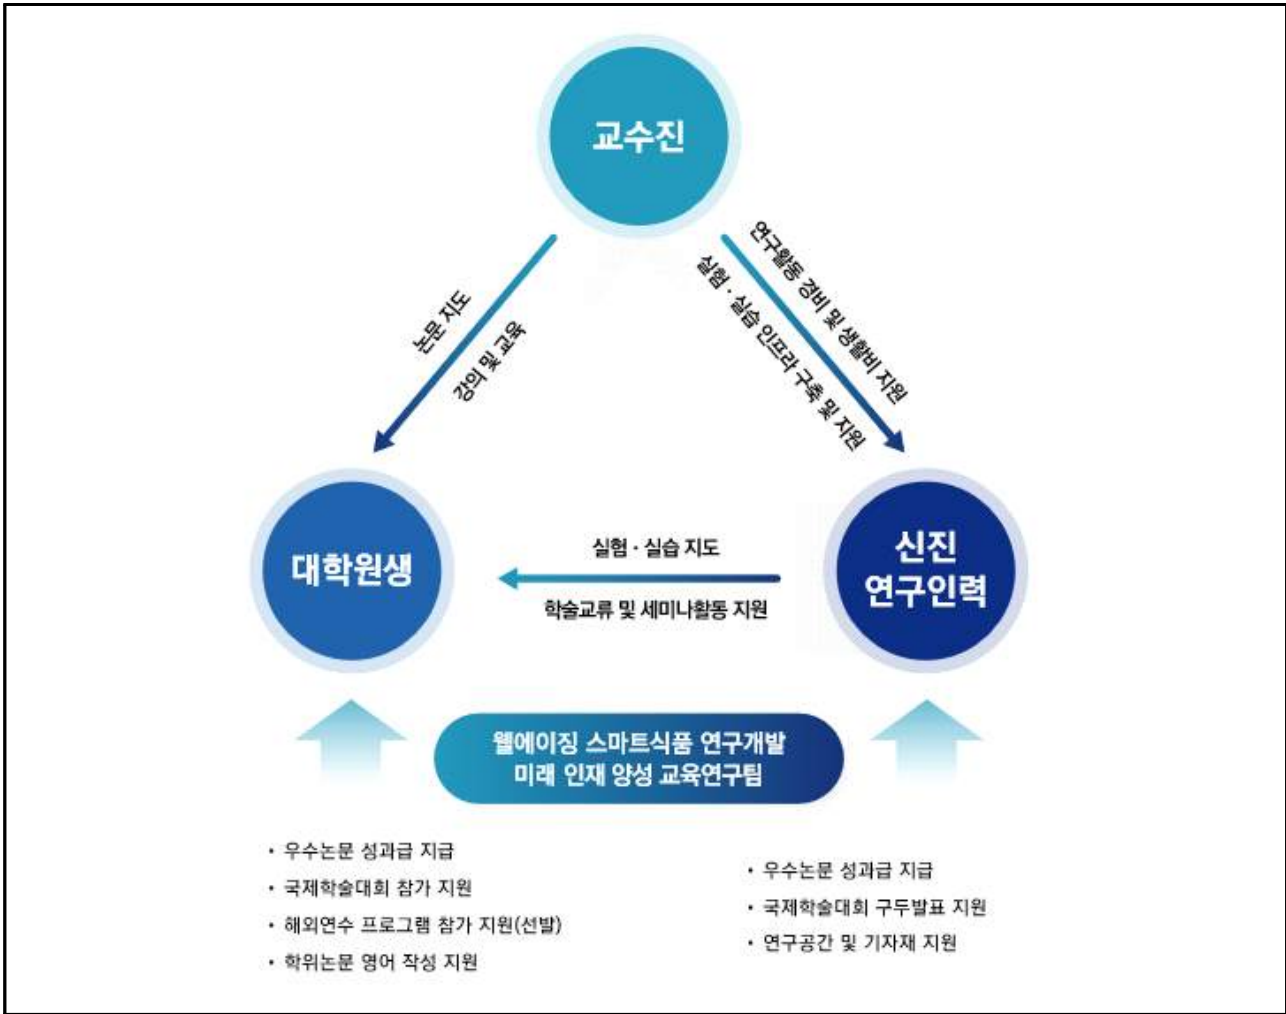 교수진
논문 지도
강의 및 교육
연구활동 경비 및 생활비 지원
실험 · 실습 인프라 구축 및 지원
대학원생
실험 · 실습 지도
학술교류 및 세미나활동 지원
신진
연구인력
웰에이징 스마트식품 연구개발
미래 인재 양성 교육연구팀
• 우수논문 성과급 지급
• 국제학술대회 참가 지원
• 해외연수 프로그램 참가 지원(선발)
• 학위논문 영어 작성 지원
• 우수논문 성과급 지급
• 국제학술대회 구두발표 지원
• 연구공간 및 기자재 지원